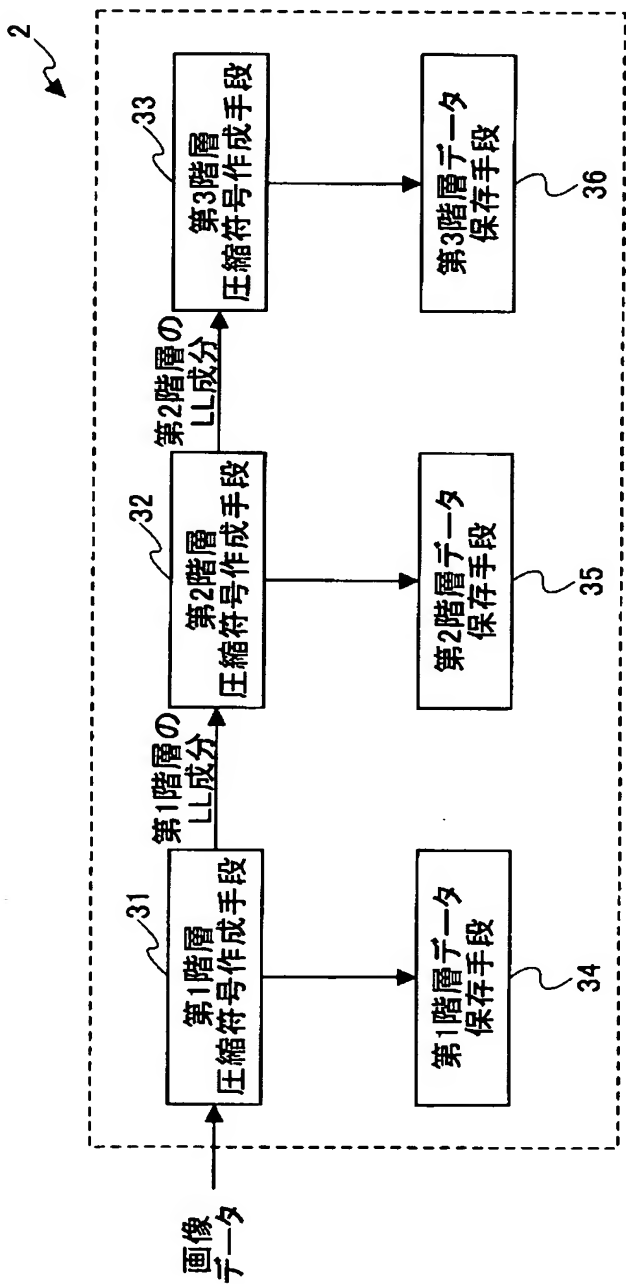 2
画像
データ
31
第1階層
圧縮符号作成手段
第1階層の
LL成分
32
第2階層
圧縮符号作成手段
第2階層の
LL成分
33
第3階層
圧縮符号作成手段
第1階層データ
保存手段
34
第2階層データ
保存手段
35
第3階層データ
保存手段
36